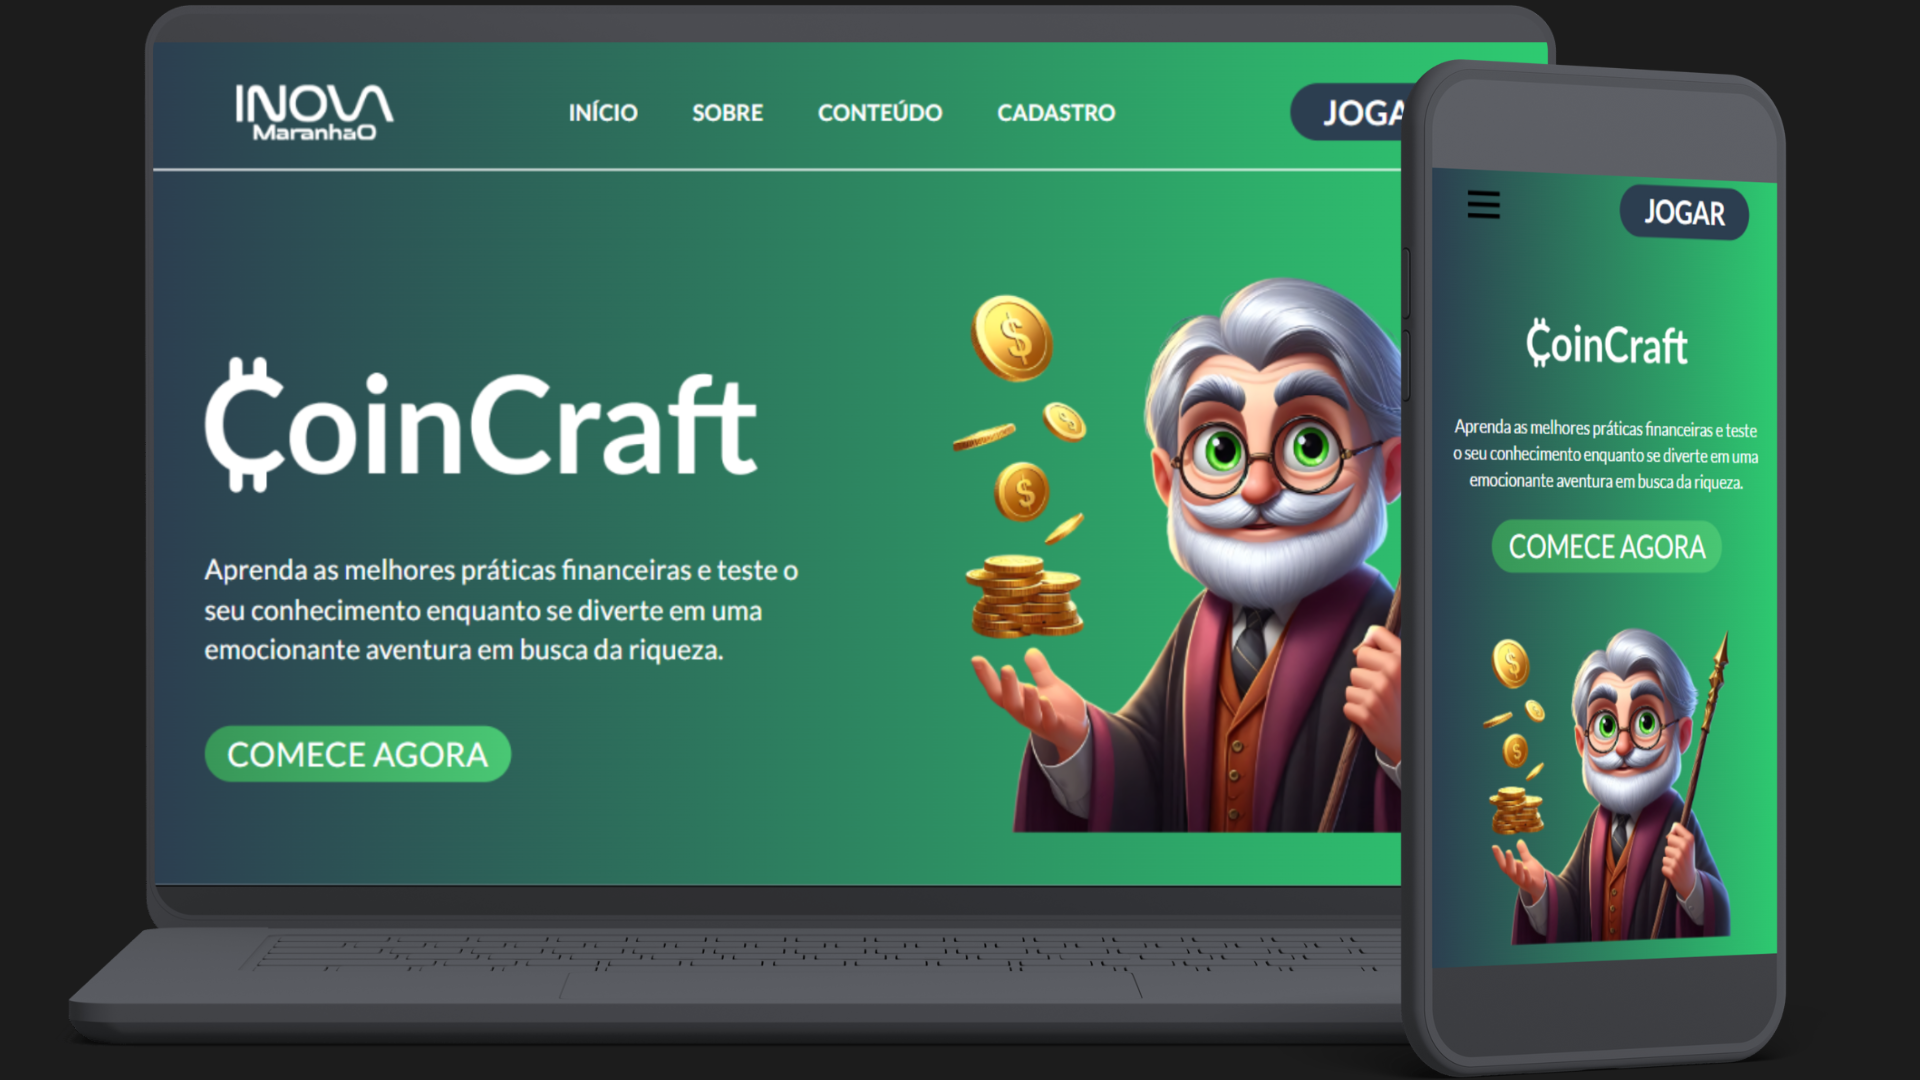 INOVA
Maranhão
INÍCIO SOBRE CONTEÚDO CADASTRO JOGA
CoinCraft
Aprenda as melhores práticas financeiras e teste o
seu conhecimento enquanto se diverte em uma
emocionante aventura em busca da riqueza.
COMECE AGORA
JOGAR
CoinCraft
Aprenda as melhores práticas financeiras e teste
o seu conhecimento enquanto se diverte em uma
emocionante aventura em busca da riqueza.
COMECE AGORA